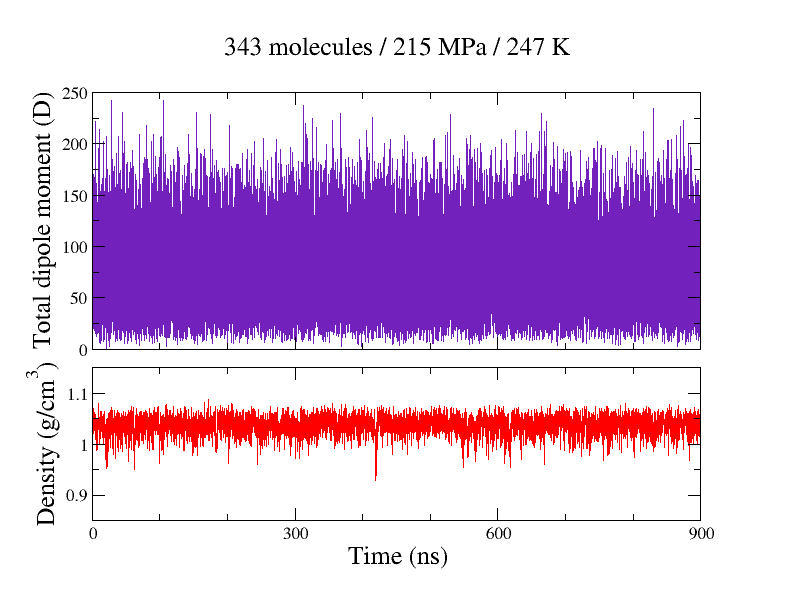 343 molecules / 215 MPa / 247 K
Total dipole moment (D)
250
200
150
100
50
0
Density (g/cm³)
1.1
1
0.9
0 300 600 900
Time (ns)